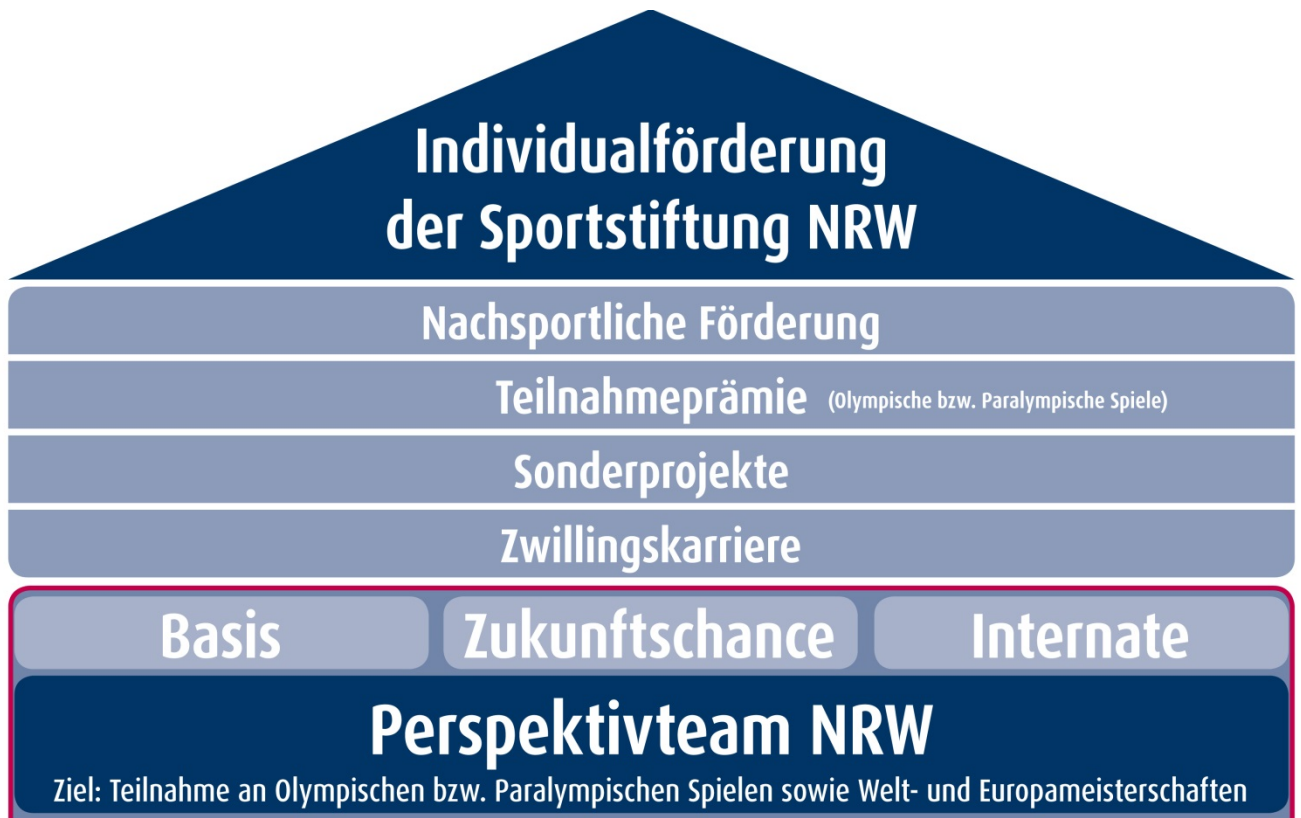 Individualförderung
der Sportstiftung NRW
Nachsportliche Förderung
Teilnahmeprämie (Olympische bzw. Paralympische Spiele)
Sonderprojekte
Zwillingskarriere
Basis Zukunftschance Internate
Perspektivteam NRW
Ziel: Teilnahme an Olympischen bzw. Paralympischen Spielen sowie Welt- und Europameisterschaften